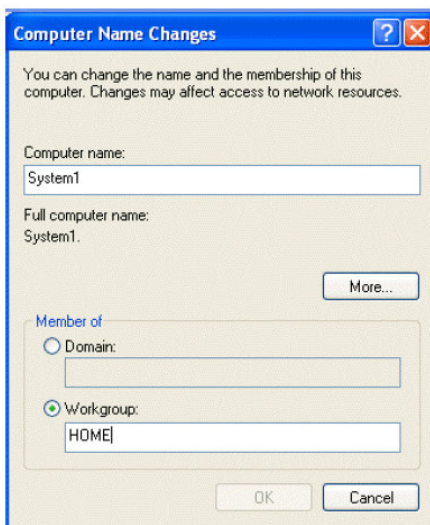 Computer Name Changes
You can change the name and the membership of this
computer. Changes may affect access to network resources.
Computer name:
System1
Full computer name:
System1.
More...
Member of
Domain:
Workgroup:
HOME
OK
Cancel